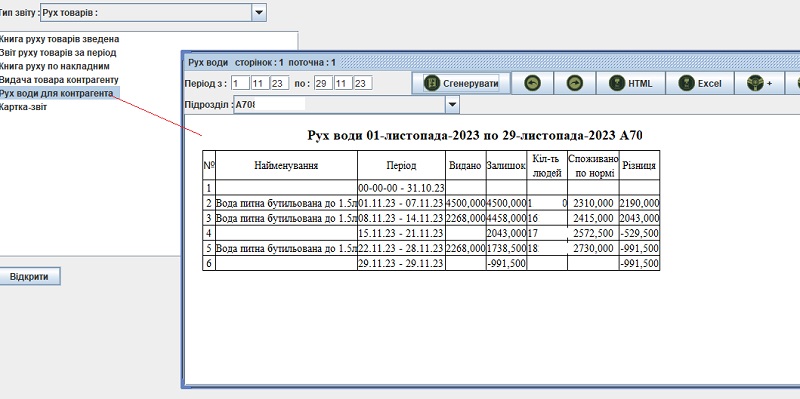 Тип звіту : Рух товарів :
Книга руху товарів зведена
Звіт руху товарів за період
Книга руху по накладним
Видача товара контрагенту
Рух води для контрагента
Картка-звіт
Відкрити
Рух води сторінок : 1 поточна : 1
Період з : 1 11 23 по : 29 11 23 Сгенерувати HTML Excel +
Підрозділ : A708
Рух води 01-листопада-2023 по 29-листопада-2023 A70
№ Найменування Період Видано Залишок Кіл-ть людей Споживано по нормі Різниця
1 00-00-00 - 31.10.23
2 Вода питна бутильована до 1.5л 01.11.23 - 07.11.23 4500,000 4500,000 1 0 2310,000 2190,000
3 Вода питна бутильована до 1.5л 08.11.23 - 14.11.23 2268,000 4458,000 16 2415,000 2043,000
4 15.11.23 - 21.11.23 2043,000 17 2572,500 -529,500
5 Вода питна бутильована до 1.5л 22.11.23 - 28.11.23 2268,000 1738,500 18 2730,000 -991,500
6 29.11.23 - 29.11.23 -991,500 -991,500